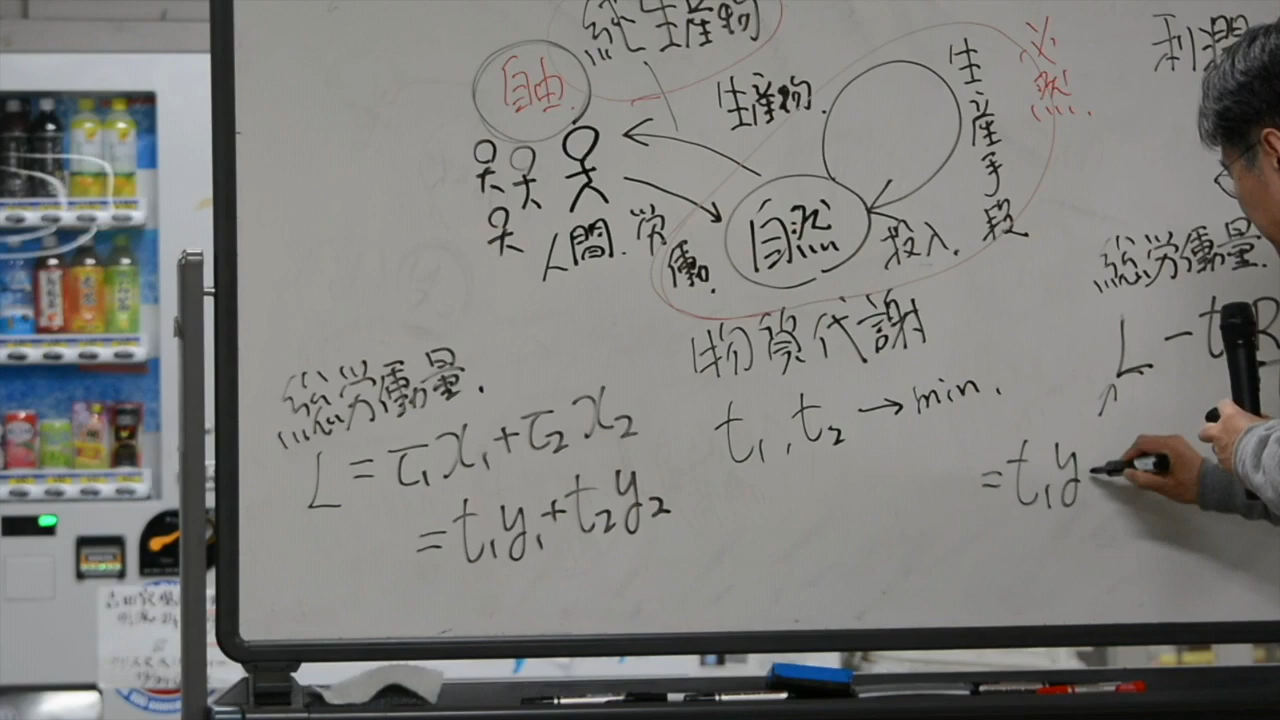 純生産物
自由
生産物.
生産手段
必然.
利潤
人間.
労働.
自然
投入.
物質代謝
総労働量.
総労働量.
L = τ₁x₁ + τ₂x₂
= t₁y₁ + t₂y₂
t₁, t₂ → min.
L - t
R
= t₁y